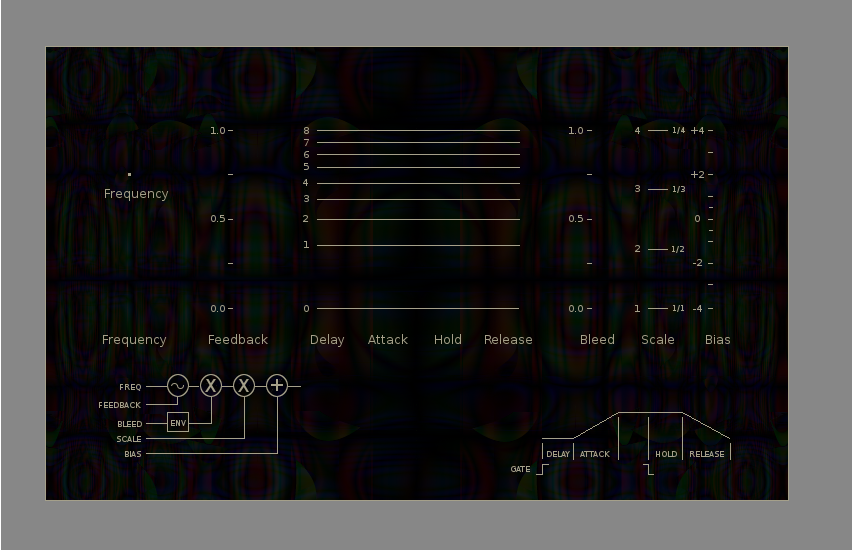 1.0 8 1.0 4 1/4 +4
7
6
5
+2
Frequency
4
3 3 1/3
0.5 2 0.5 0
1 2 1/2
-2
0.0 0 0.0 1 1/1 -4
Frequency Feedback Delay Attack Hold Release Bleed Scale Bias
FREQ X X +
FEEDBACK
BLEED ENV
SCALE
BIAS
DELAY ATTACK HOLD RELEASE
GATE